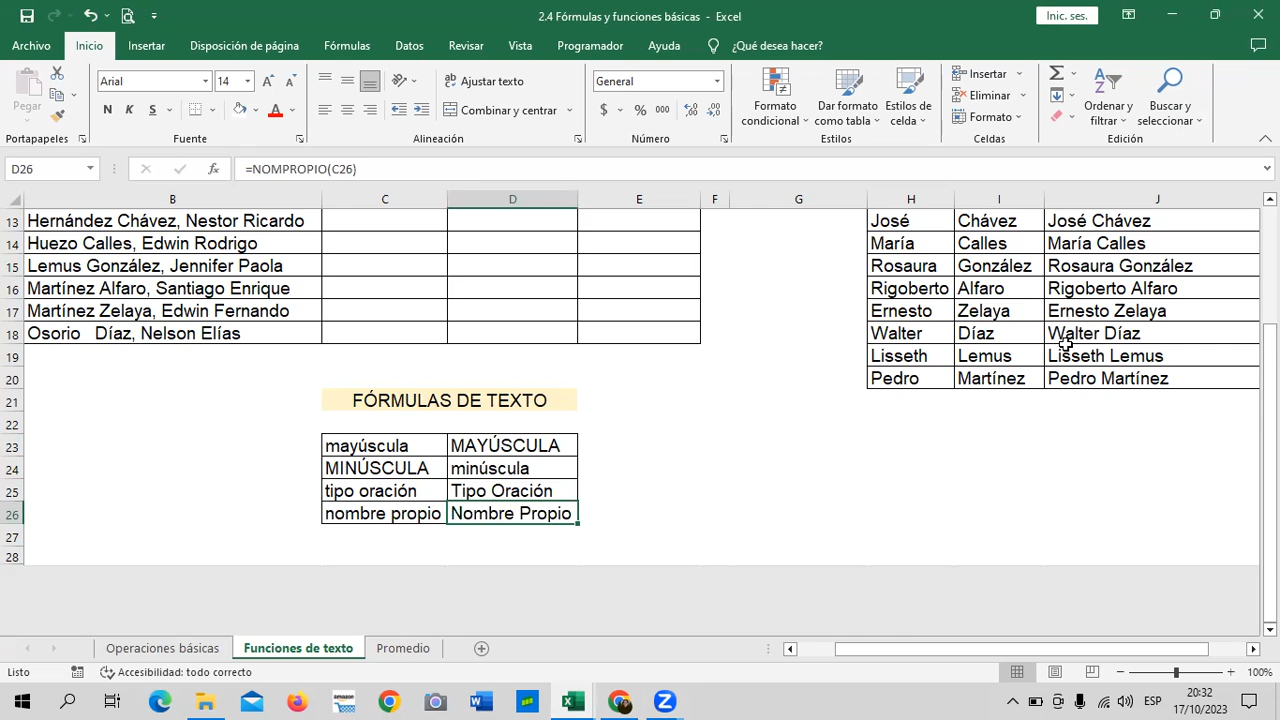 2.4 Fórmulas y funciones básicas - Excel
Inic. ses.
Archivo Inicio Insertar Disposición de página Fórmulas Datos Revisar Vista Programador Ayuda ¿Qué desea hacer?
Pegar
Arial 14
N K S
Ajustar texto
Combinar y centrar
General
$ % 000
Formato condicional
Dar formato como tabla
Estilos de celda
Insertar
Eliminar
Formato
Ordenar y filtrar
Buscar y seleccionar
Portapapeles Fuente Alineación Número Estilos Celdas Edición
D26 fx =NOMPROPIO(C26)
B C D E F G H I J
13 Hernández Chávez, Nestor Ricardo José Chávez José Chávez
14 Huezo Calles, Edwin Rodrigo María Calles María Calles
15 Lemus González, Jennifer Paola Rosaura González Rosaura González
16 Martínez Alfaro, Santiago Enrique Rigoberto Alfaro Rigoberto Alfaro
17 Martínez Zelaya, Edwin Fernando Ernesto Zelaya Ernesto Zelaya
18 Osorio   Díaz, Nelson Elías Walter Díaz Walter Díaz
19 Lisseth Lemus Lisseth Lemus
20 Pedro Martínez Pedro Martínez
21 FÓRMULAS DE TEXTO
22
23 mayúscula MAYÚSCULA
24 MINÚSCULA minúscula
25 tipo oración Tipo Oración
26 nombre propio Nombre Propio
27
28
Operaciones básicas Funciones de texto Promedio
Listo Accesibilidad: todo correcto 100%
ESP 20:32
17/10/2023